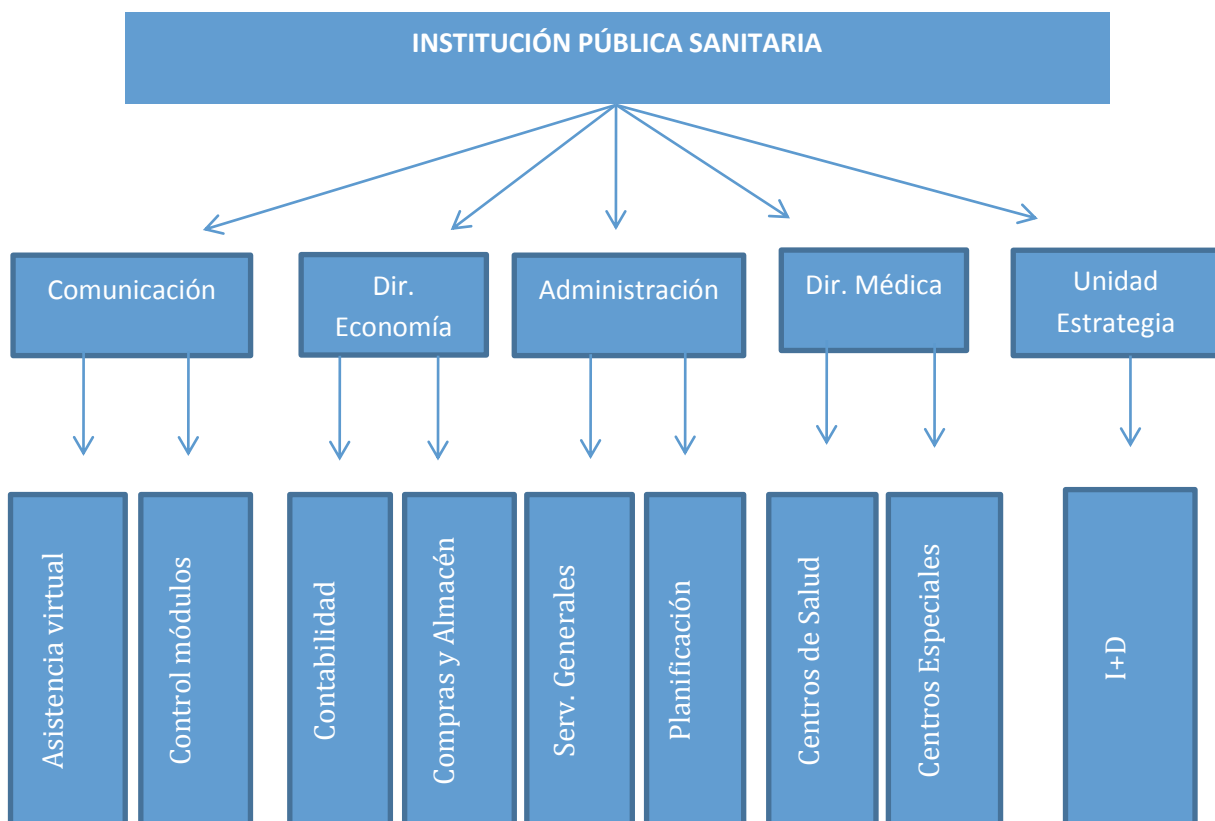 INSTITUCIÓN PÚBLICA SANITARIA
Comunicación
Dir.
Economía
Administración
Dir. Médica
Unidad
Estrategia
Asistencia virtual
Control módulos
Contabilidad
Compras y Almacén
Serv. Generales
Planificación
Centros de Salud
Centros Especiales
I+D